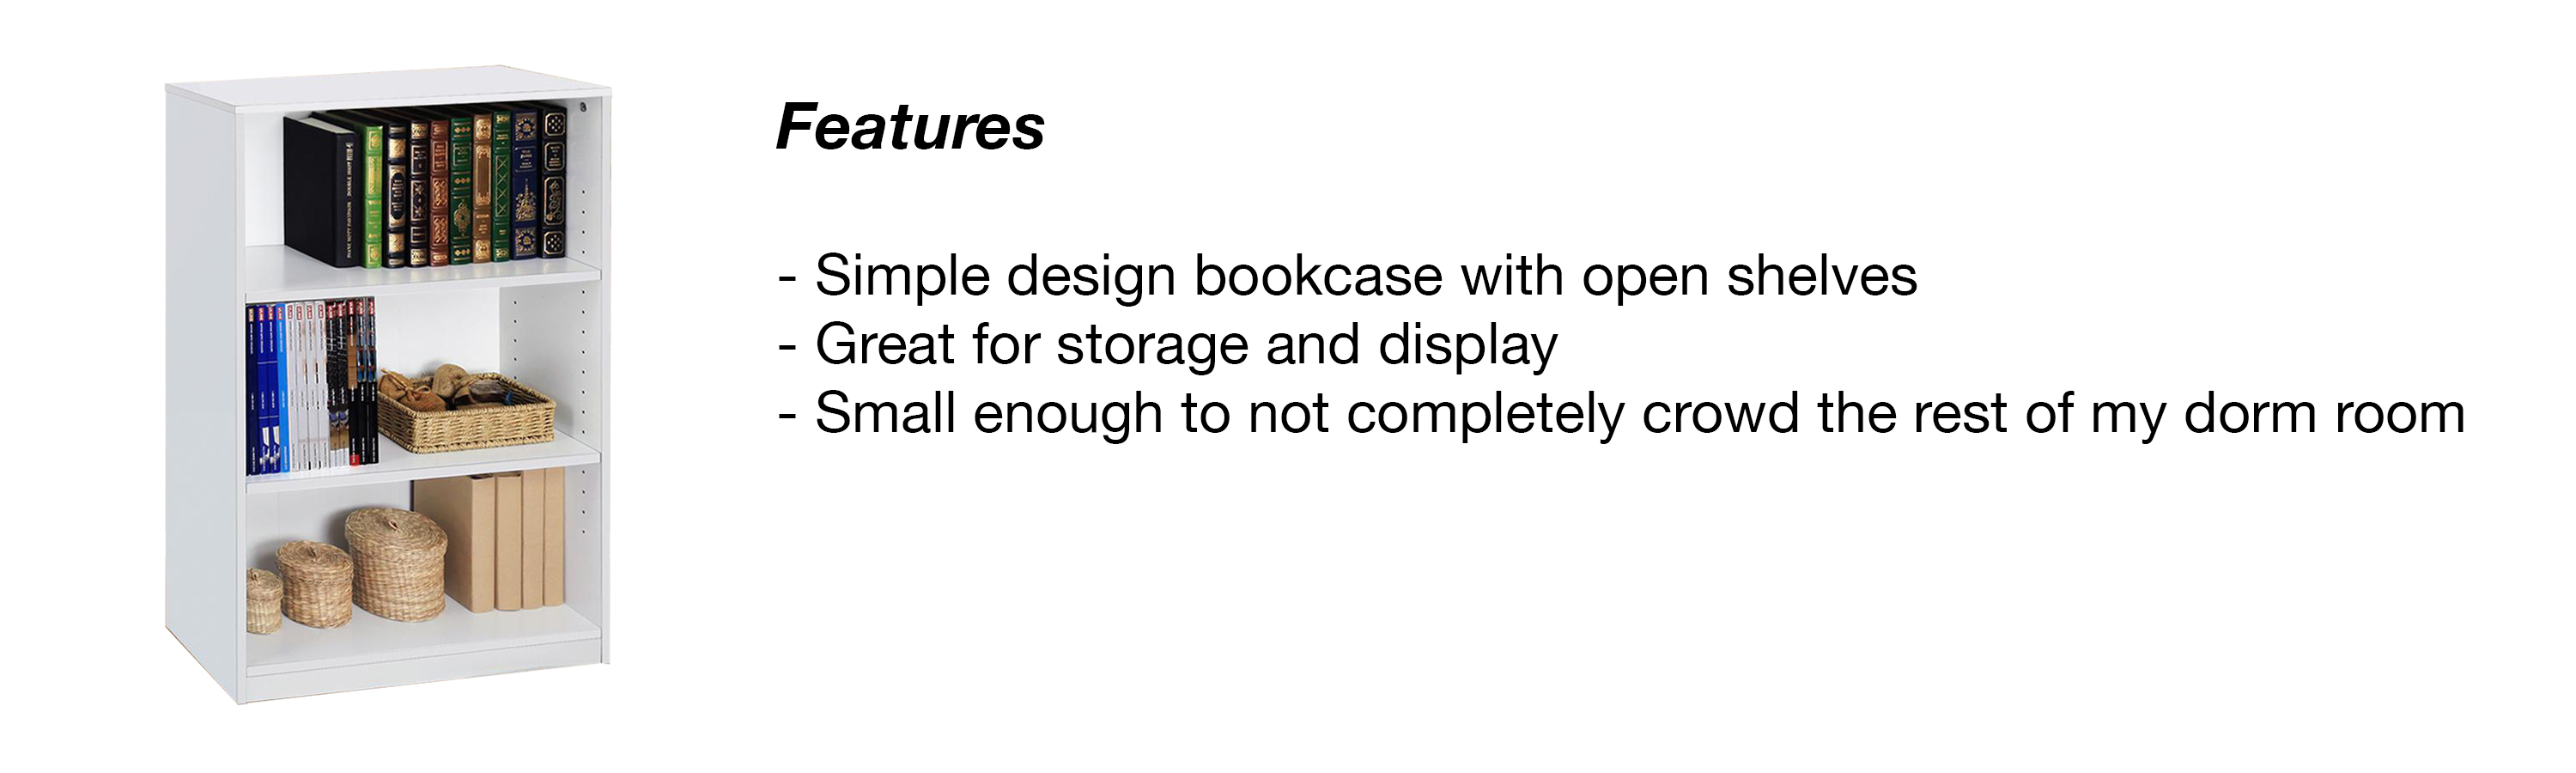 Features
- Simple design bookcase with open shelves
- Great for storage and display
- Small enough to not completely crowd the rest of my dorm room